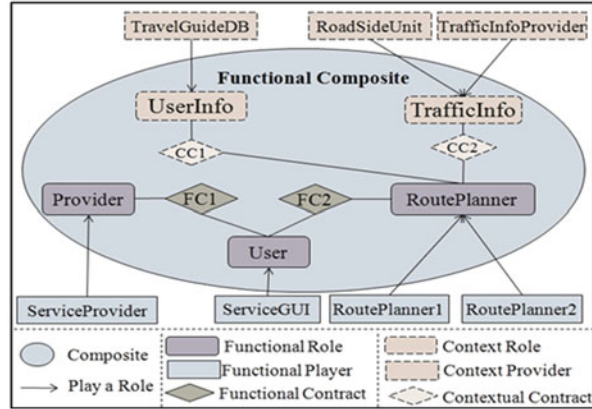 TravelGuideDB
RoadSideUnit
TrafficInfoProvider
Functional Composite
UserInfo
TrafficInfo
CC1
CC2
Provider
FC1
FC2
RoutePlanner
User
ServiceProvider
ServiceGUI
RoutePlanner1
RoutePlanner2
Composite
Play a Role
Functional Role
Functional Player
Functional Contract
Context Role
Context Provider
Contextual Contract